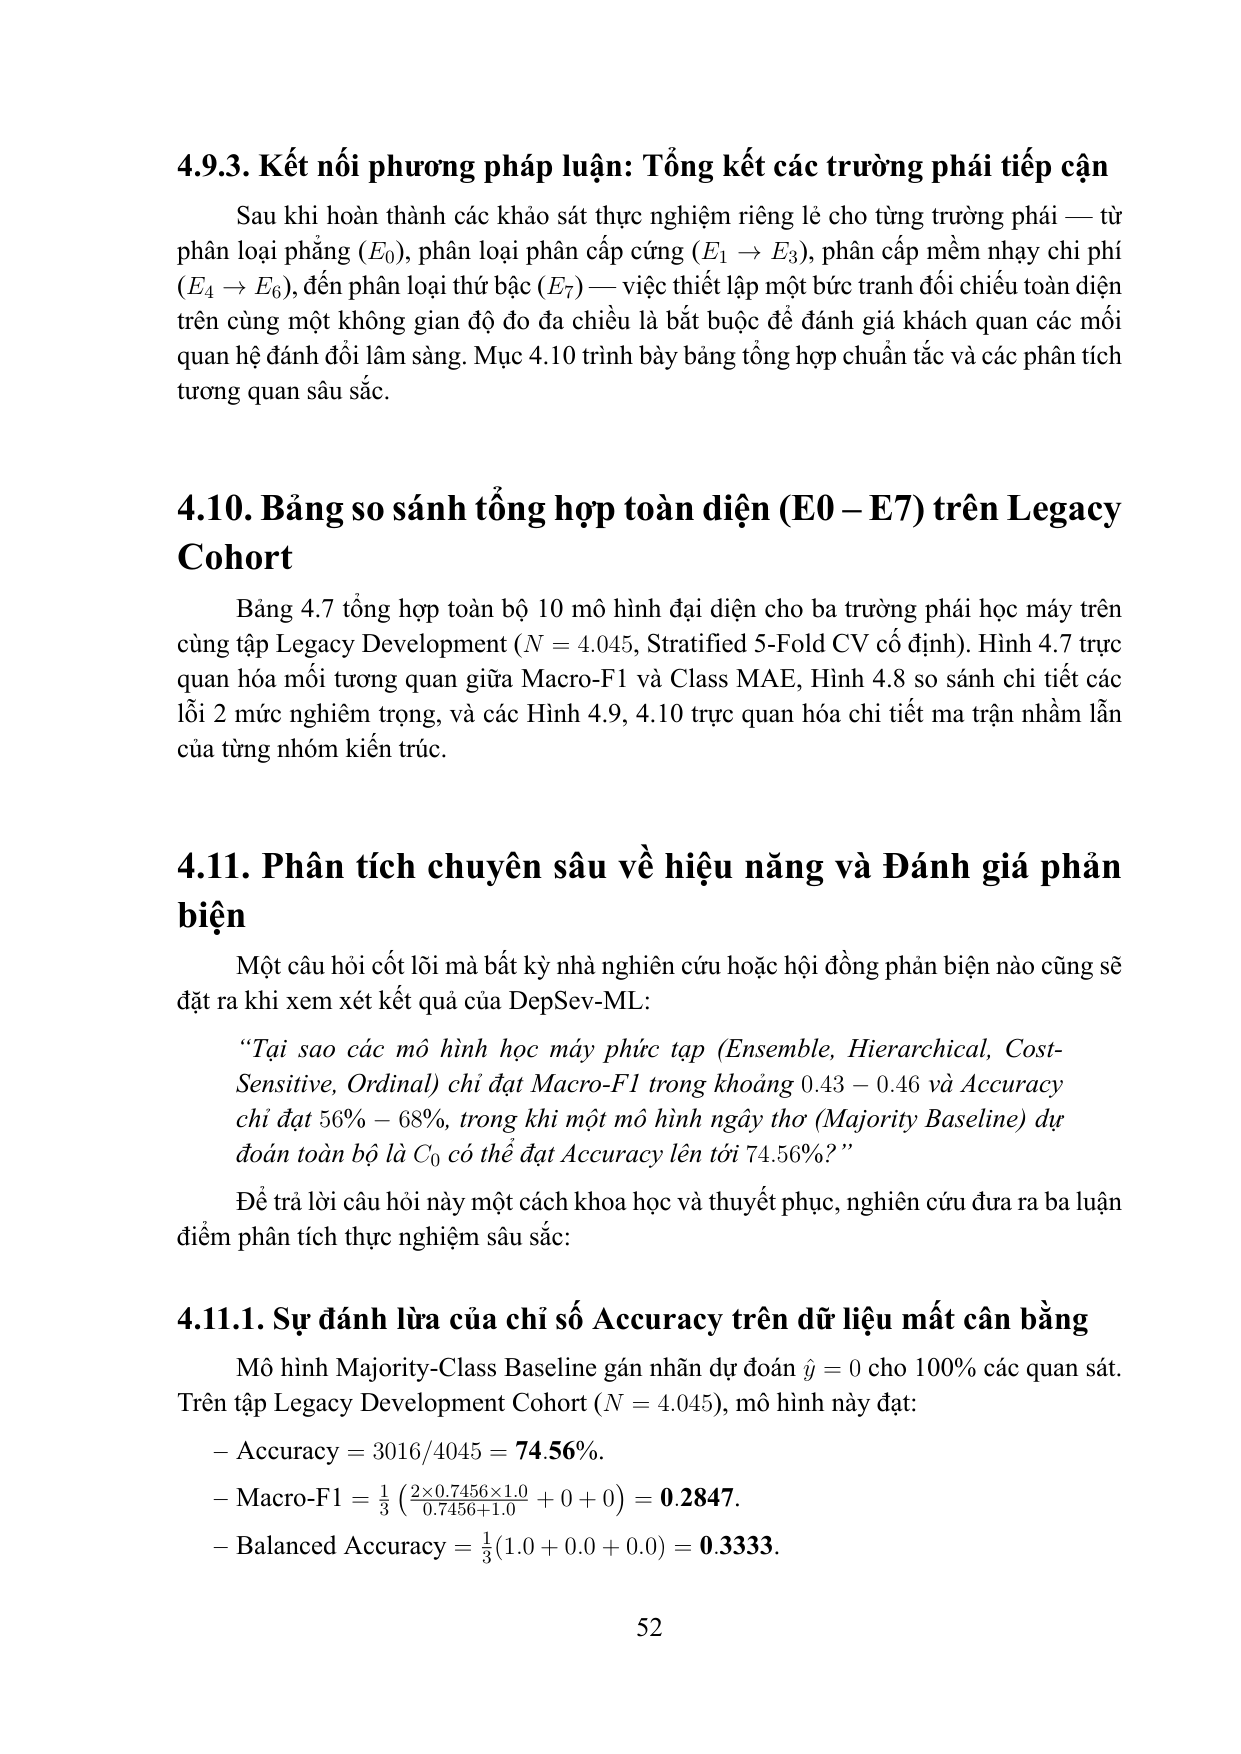 4.9.3. Kết nối phương pháp luận: Tổng kết các trường phái tiếp cận
Sau khi hoàn thành các khảo sát thực nghiệm riêng lẻ cho từng trường phái — từ
phân loại phẳng (E₀), phân loại phân cấp cứng (E₁ → E₃), phân cấp mềm nhạy chi phí
(E₄ → E₆), đến phân loại thứ bậc (E₇) — việc thiết lập một bức tranh đối chiếu toàn diện
trên cùng một không gian độ đo đa chiều là bắt buộc để đánh giá khách quan các mối
quan hệ đánh đổi lâm sàng. Mục 4.10 trình bày bảng tổng hợp chuẩn tắc và các phân tích
tương quan sâu sắc.
4.10. Bảng so sánh tổng hợp toàn diện (E0 – E7) trên Legacy
Cohort
Bảng 4.7 tổng hợp toàn bộ 10 mô hình đại diện cho ba trường phái học máy trên
cùng tập Legacy Development (N = 4.045, Stratified 5-Fold CV cố định). Hình 4.7 trực
quan hóa mối tương quan giữa Macro-F1 và Class MAE, Hình 4.8 so sánh chi tiết các
lỗi 2 mức nghiêm trọng, và các Hình 4.9, 4.10 trực quan hóa chi tiết ma trận nhầm lẫn
của từng nhóm kiến trúc.
4.11. Phân tích chuyên sâu về hiệu năng và Đánh giá phản
biện
Một câu hỏi cốt lõi mà bất kỳ nhà nghiên cứu hoặc hội đồng phản biện nào cũng sẽ
đặt ra khi xem xét kết quả của DepSev-ML:
“Tại sao các mô hình học máy phức tạp (Ensemble, Hierarchical, Cost-
Sensitive, Ordinal) chỉ đạt Macro-F1 trong khoảng 0.43 − 0.46 và Accuracy
chỉ đạt 56% − 68%, trong khi một mô hình ngây thơ (Majority Baseline) dự
đoán toàn bộ là C₀ có thể đạt Accuracy lên tới 74.56%?”
Để trả lời câu hỏi này một cách khoa học và thuyết phục, nghiên cứu đưa ra ba luận
điểm phân tích thực nghiệm sâu sắc:
4.11.1. Sự đánh lừa của chỉ số Accuracy trên dữ liệu mất cân bằng
Mô hình Majority-Class Baseline gán nhãn dự đoán ŷ = 0 cho 100% các quan sát.
Trên tập Legacy Development Cohort (N = 4.045), mô hình này đạt:
– Accuracy = 3016/4045 = 74.56%.
– Macro-F1 = 1/3 (2×0.7456×1.0 / 0.7456+1.0 + 0 + 0) = 0.2847.
– Balanced Accuracy = 1/3(1.0 + 0.0 + 0.0) = 0.3333.
52